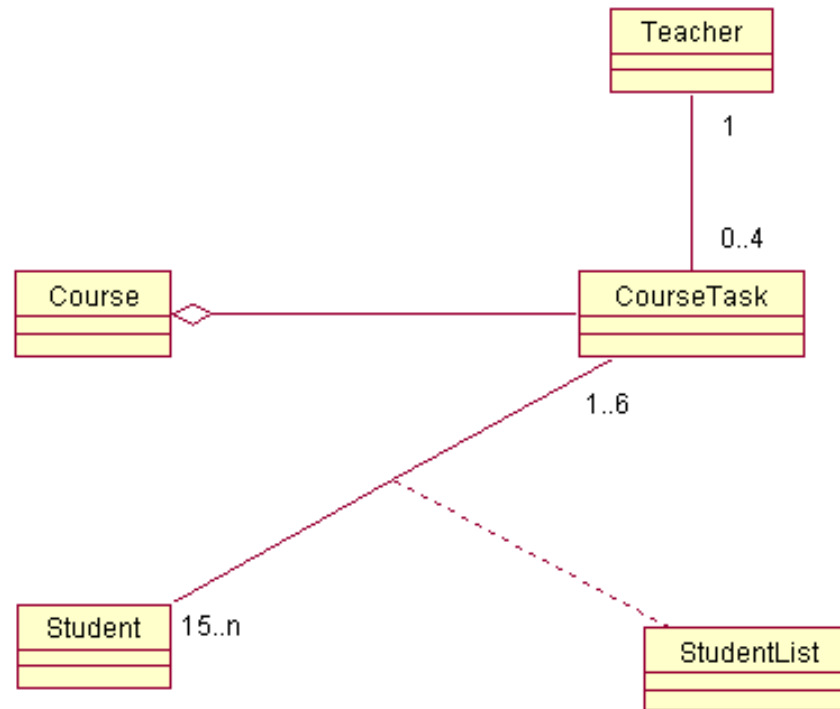 Teacher
1
0..4
Course
CourseTask
1..6
Student
15..n
StudentList